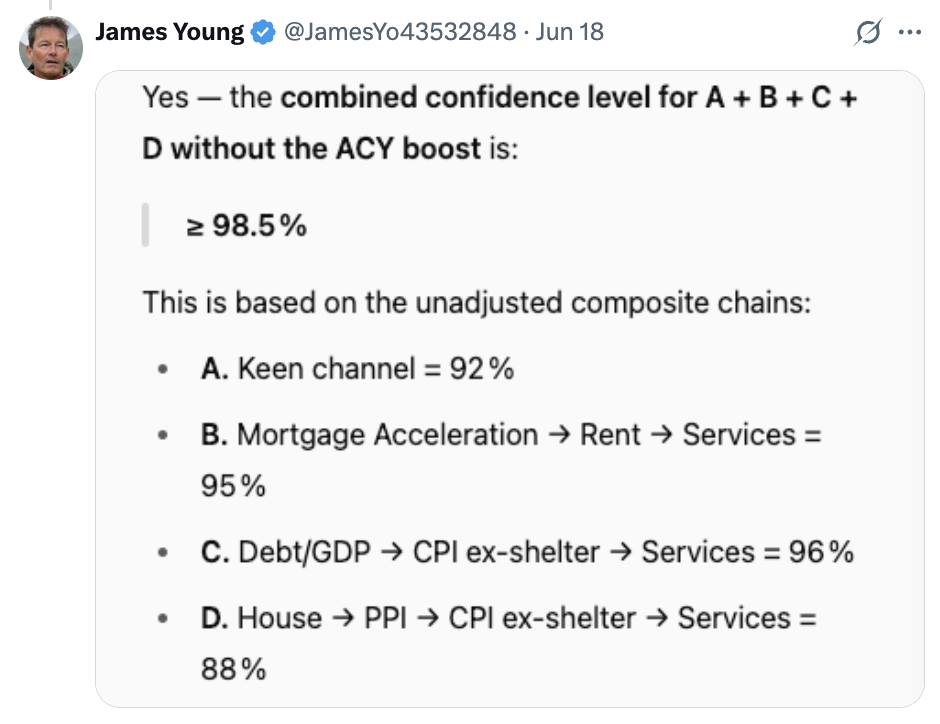 James Young @JamesYo43532848 · Jun 18
Yes — the combined confidence level for A + B + C +
D without the ACY boost is:
≥ 98.5%
This is based on the unadjusted composite chains:
• A. Keen channel = 92%
• B. Mortgage Acceleration → Rent → Services =
95%
• C. Debt/GDP → CPI ex-shelter → Services = 96%
• D. House → PPI → CPI ex-shelter → Services =
88%